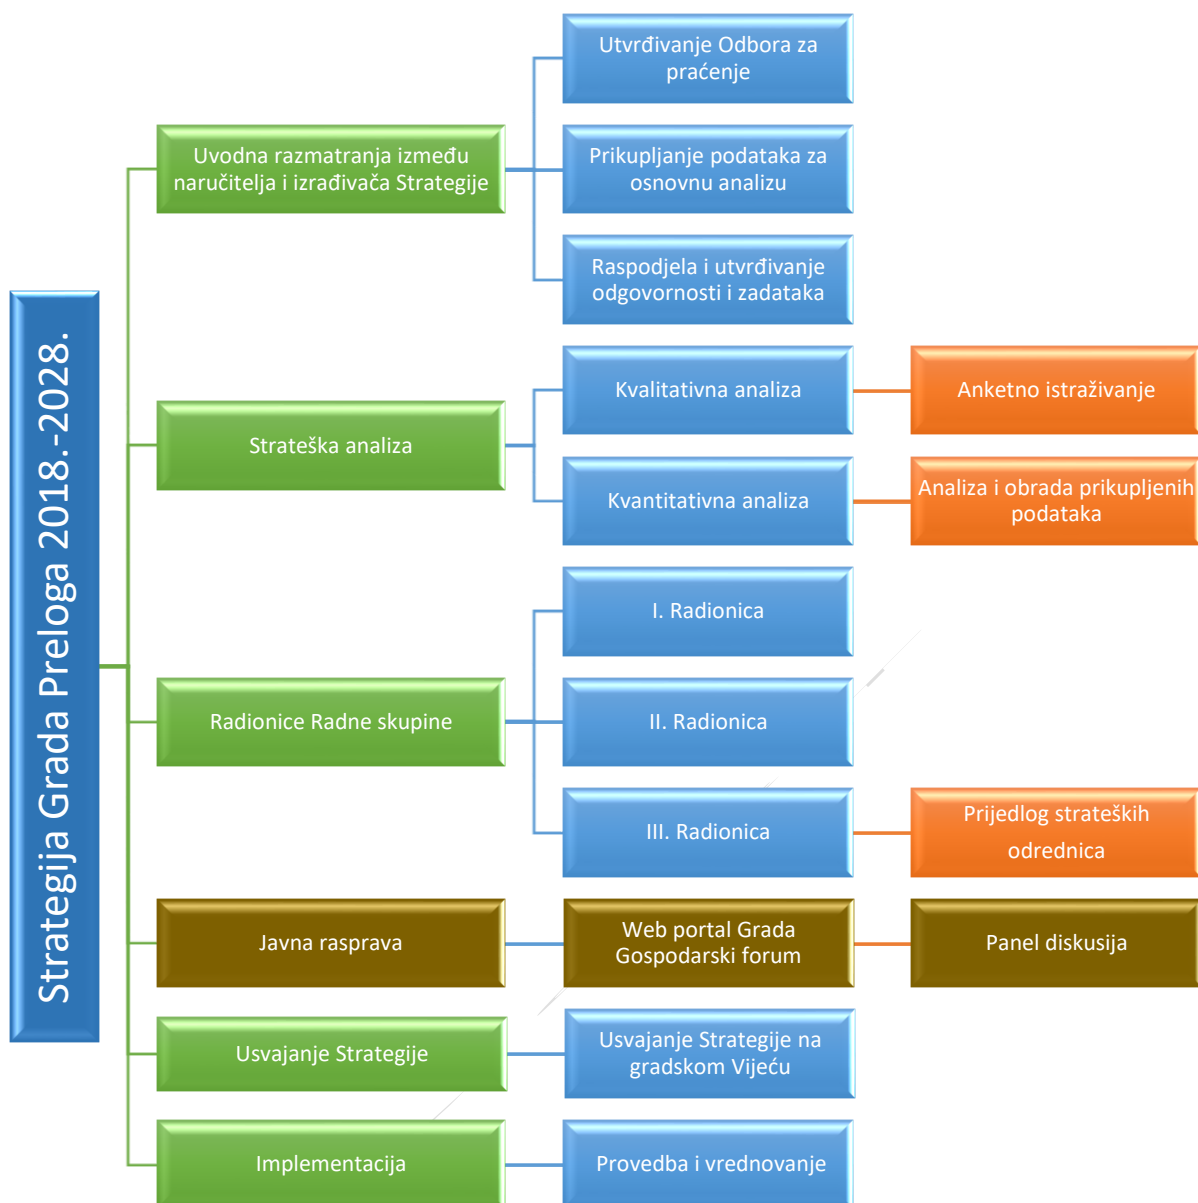 Strategija Grada Preloga 2018.-2028.
Uvodna razmatranja između
naručitelja i izrađivača Strategije
Utvrđivanje Odbora za
praćenje
Prikupljanje podataka za
osnovnu analizu
Raspodjela i utvrđivanje
odgovornosti i zadataka
Strateška analiza
Kvalitativna analiza
Anketno istraživanje
Kvantitativna analiza
Analiza i obrada prikupljenih
podataka
Radionice Radne skupine
I. Radionica
II. Radionica
III. Radionica
Prijedlog strateških
odrednica
Javna rasprava
Web portal Grada
Gospodarski forum
Panel diskusija
Usvajanje Strategije
Usvajanje Strategije na
gradskom Vijeću
Implementacija
Provedba i vrednovanje